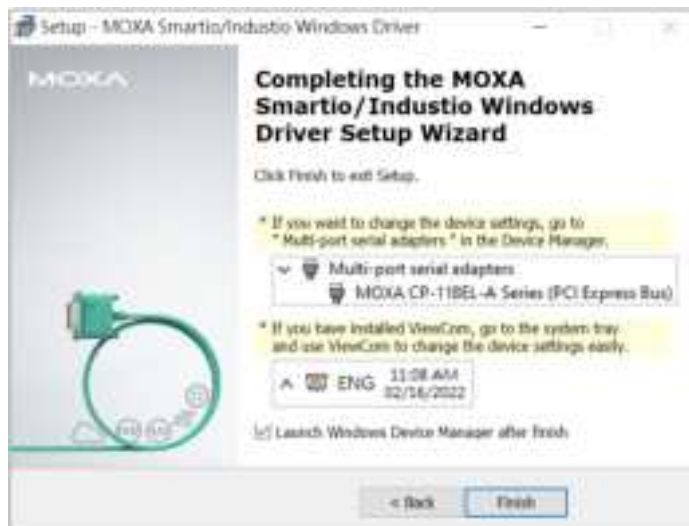 Setup - MOXA Smartio/Industio Windows Driver
MOXA
Completing the MOXA
Smartio/Industio Windows
Driver Setup Wizard
Click Finish to exit Setup.
* If you want to change the device settings, go to
" Multi-port serial adapters " in the Device Manager.
Multi-port serial adapters
MOXA CP-118EL-A Series (PCI Express Bus)
* If you have installed ViewCom, go to the system tray
and use ViewCom to change the device settings easily.
ENG
11:08 AM
02/16/2022
Launch Windows Device Manager after finish
< Back
Finish